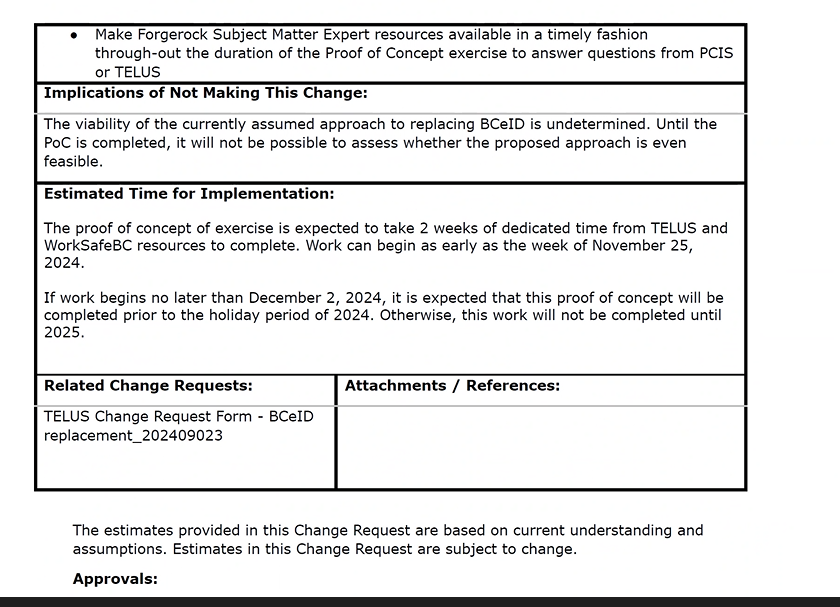 • Make Forgerock Subject Matter Expert resources available in a timely fashion
through-out the duration of the Proof of Concept exercise to answer questions from PCIS
or TELUS
Implications of Not Making This Change:
The viability of the currently assumed approach to replacing BCeID is undetermined. Until the
PoC is completed, it will not be possible to assess whether the proposed approach is even
feasible.
Estimated Time for Implementation:
The proof of concept of exercise is expected to take 2 weeks of dedicated time from TELUS and
WorkSafeBC resources to complete. Work can begin as early as the week of November 25,
2024.
If work begins no later than December 2, 2024, it is expected that this proof of concept will be
completed prior to the holiday period of 2024. Otherwise, this work will not be completed until
2025.
Related Change Requests:
TELUS Change Request Form - BCeID
replacement_202409023
Attachments / References:
The estimates provided in this Change Request are based on current understanding and
assumptions. Estimates in this Change Request are subject to change.
Approvals: